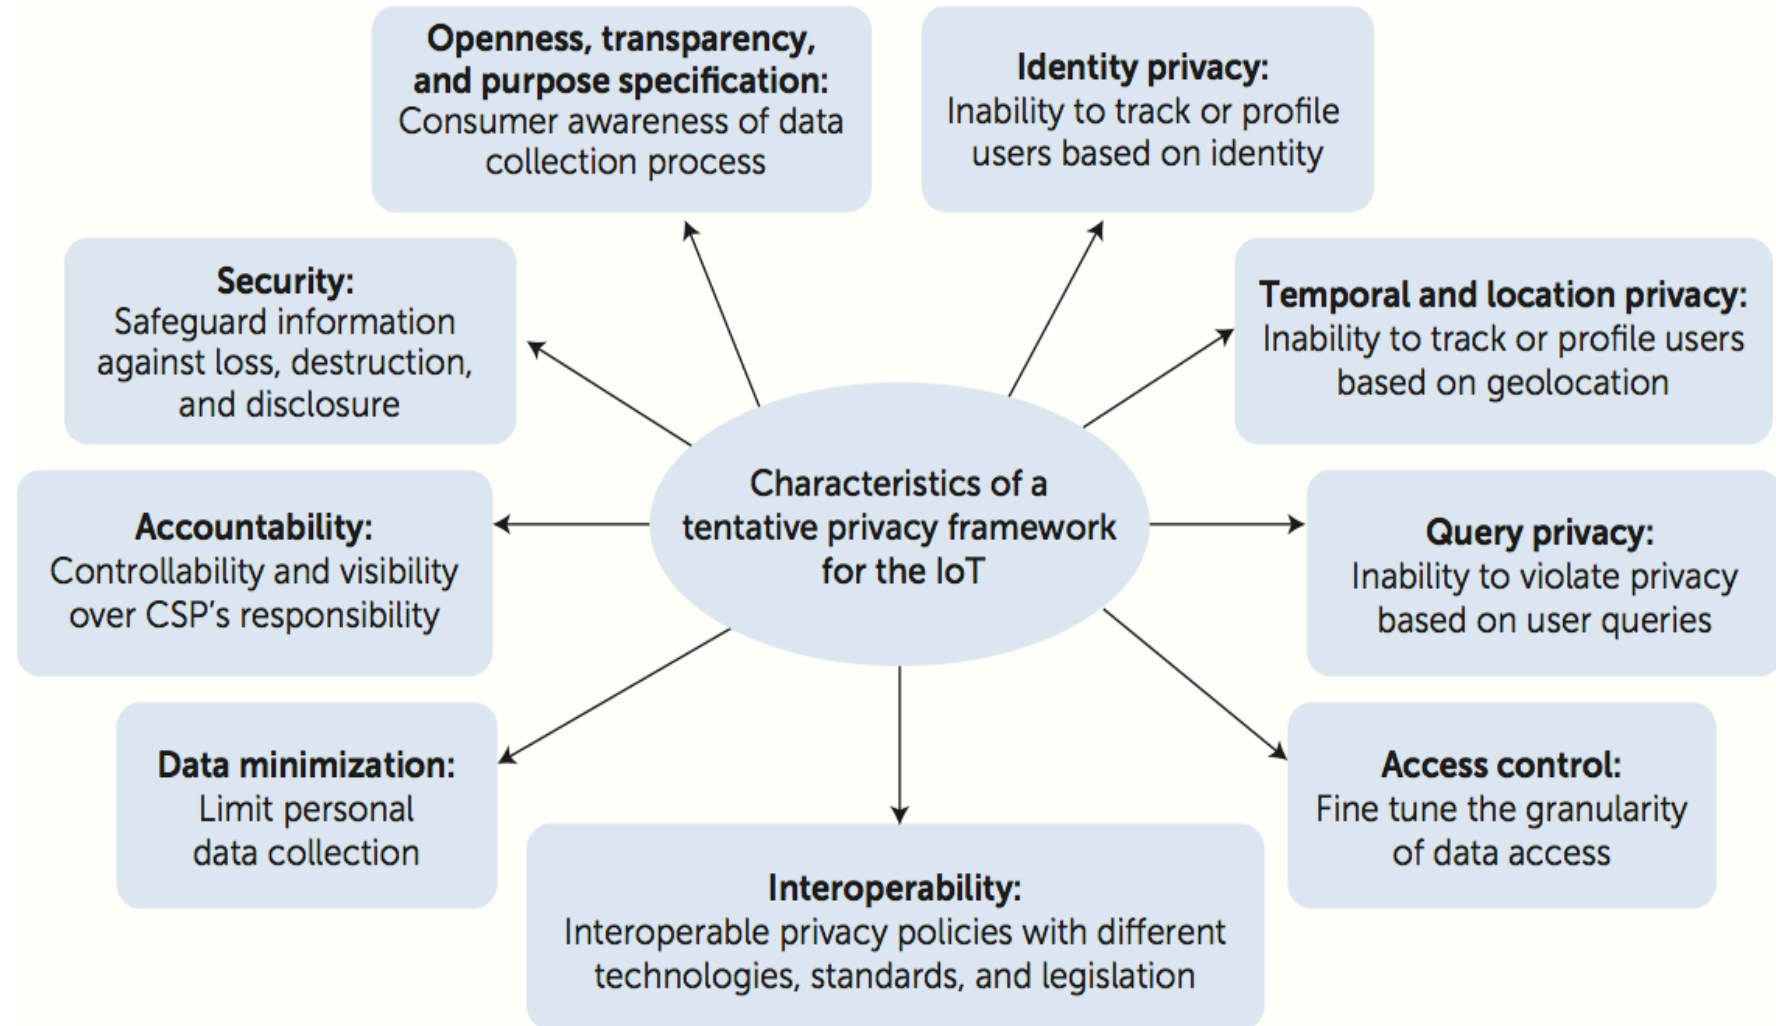 Openness, transparency,
and purpose specification:
Consumer awareness of data
collection process
Identity privacy:
Inability to track or profile
users based on identity
Security:
Safeguard information
against loss, destruction,
and disclosure
Temporal and location privacy:
Inability to track or profile users
based on geolocation
Characteristics of a
tentative privacy framework
for the IoT
Accountability:
Controllability and visibility
over CSP's responsibility
Query privacy:
Inability to violate privacy
based on user queries
Data minimization:
Limit personal
data collection
Access control:
Fine tune the granularity
of data access
Interoperability:
Interoperable privacy policies with different
technologies, standards, and legislation